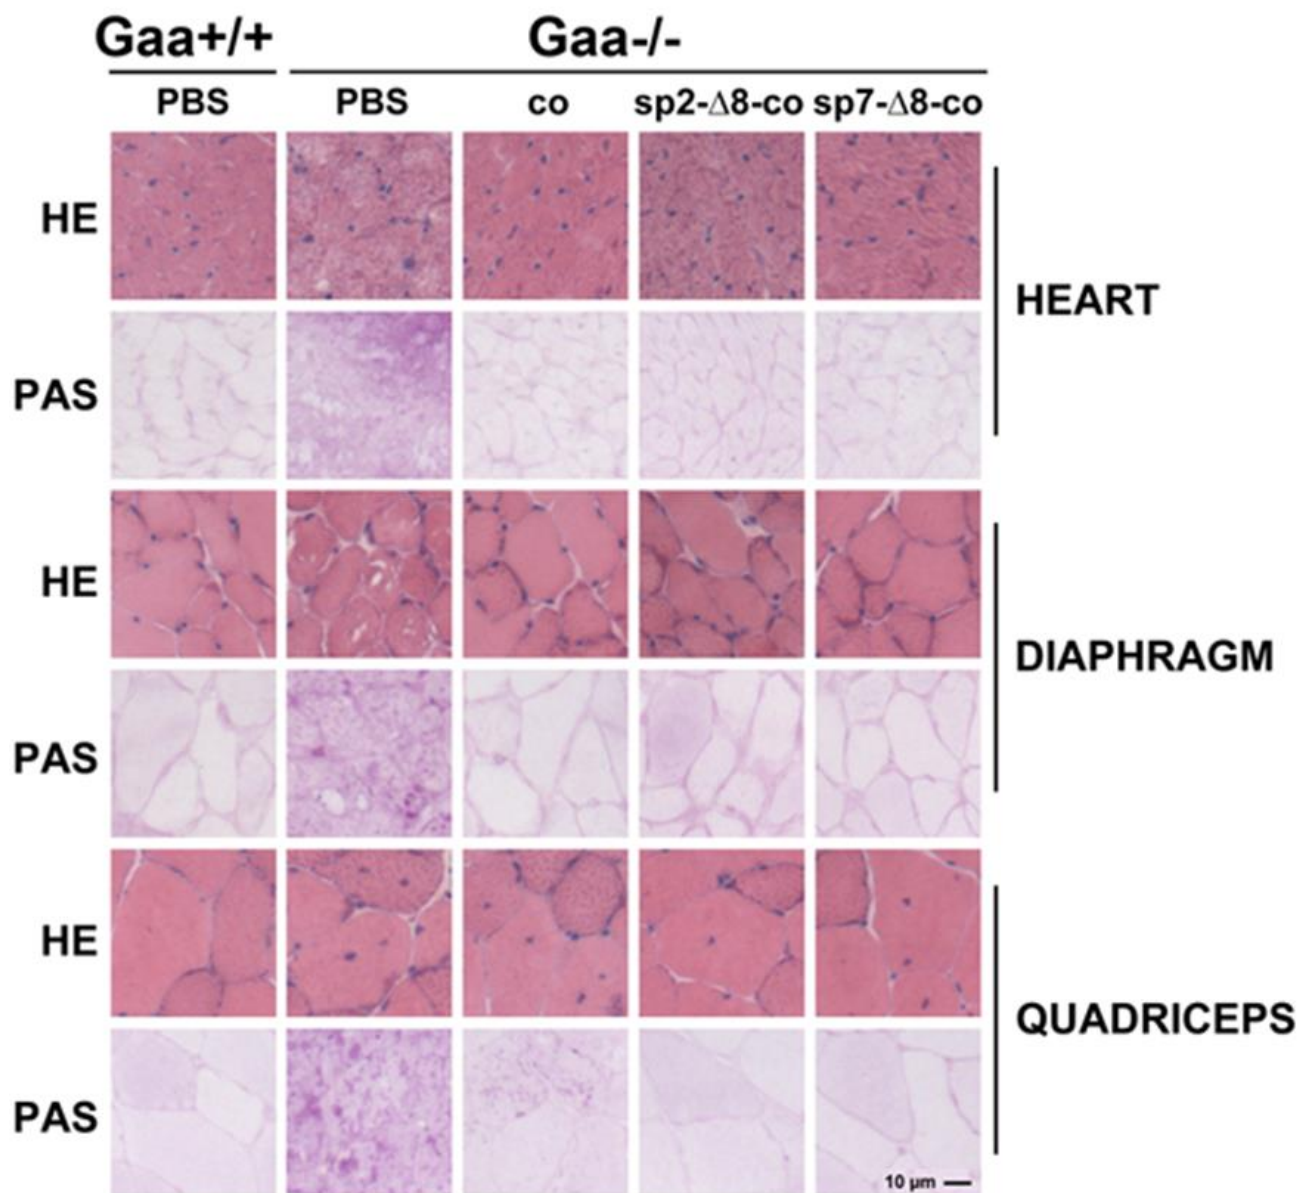 Gaa+/+ Gaa-/-
PBS PBS co sp2-Δ8-co sp7-Δ8-co
HE
HEART
PAS
HE
DIAPHRAGM
PAS
HE
QUADRICEPS
PAS
10 µm